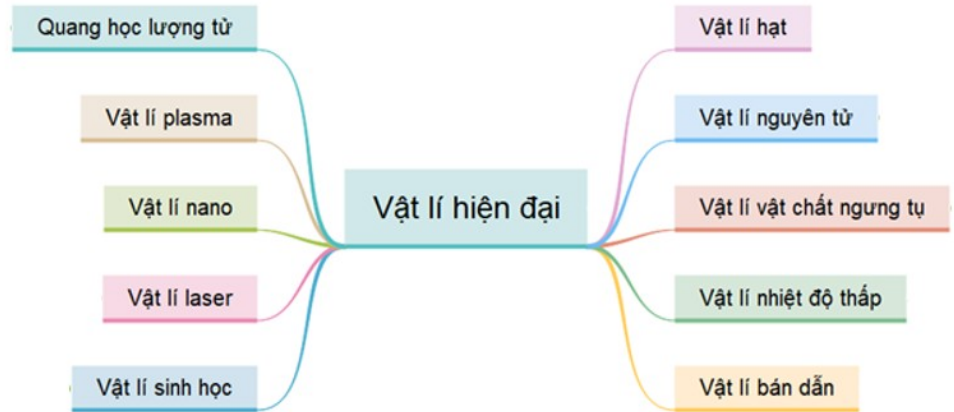 Quang học lượng tử
Vật lí plasma
Vật lí nano
Vật lí laser
Vật lí sinh học
Vật lí hiện đại
Vật lí hạt
Vật lí nguyên tử
Vật lí vật chất ngưng tụ
Vật lí nhiệt độ thấp
Vật lí bán dẫn